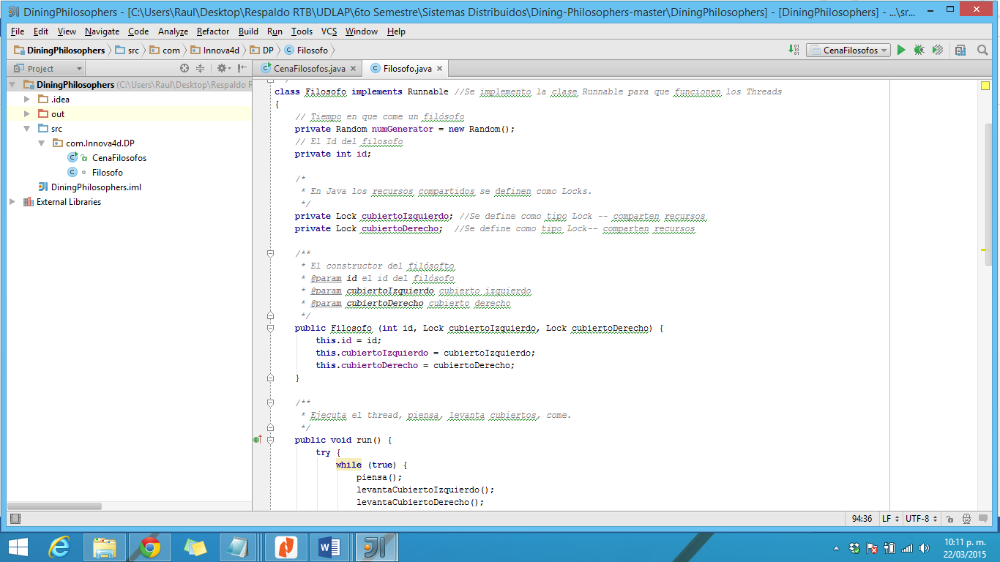 DiningPhilosophers - [C:\Users\Raul\Desktop\Respaldo RTB\UDLAP\6to Semestre\Sistemas Distribuidos\Dining-Philosophers-master\DiningPhilosophers] - [DiningPhilosophers] - ...\sr...
File Edit View Navigate Code Analyze Refactor Build Run Tools VCS Window Help
DiningPhilosophers src com Innova4d DP Filosofo CenaFilosofos
Project CenaFilosofos.java Filosofo.java
DiningPhilosophers (C:\Users\Raul\Desktop\Respaldo R
.idea
out
src
com.Innova4d.DP
CenaFilosofos
Filosofo
DiningPhilosophers.iml
External Libraries
class Filosofo implements Runnable //Se implemento la clase Runnable para que funcionen los Threads
{
// Tiempo en que come un filósofo
private Random numGenerator = new Random();
// El Id del filosofo
private int id;
/*
* En Java los recursos compartidos se definen como Locks.
*/
private Lock cubiertoIzquierdo; //Se define como tipo Lock -- comparten recursos
private Lock cubiertoDerecho; //Se define como tipo Lock-- comparten recursos
/**
* El constructor del filósofto
* @param id el id del filósofo
* @param cubiertoIzquierdo cubierto izquierdo
* @param cubiertoDerecho cubierto derecho
*/
public Filosofo (int id, Lock cubiertoIzquierdo, Lock cubiertoDerecho) {
this.id = id;
this.cubiertoIzquierdo = cubiertoIzquierdo;
this.cubiertoDerecho = cubiertoDerecho;
}
/**
* Ejecuta el thread, piensa, levanta cubiertos, come.
*/
public void run() {
try {
while (true) {
piensa();
levantaCubiertoIzquierdo();
levantaCubiertoDerecho();
94:36 LF UTF-8
10:11 p. m.
22/03/2015